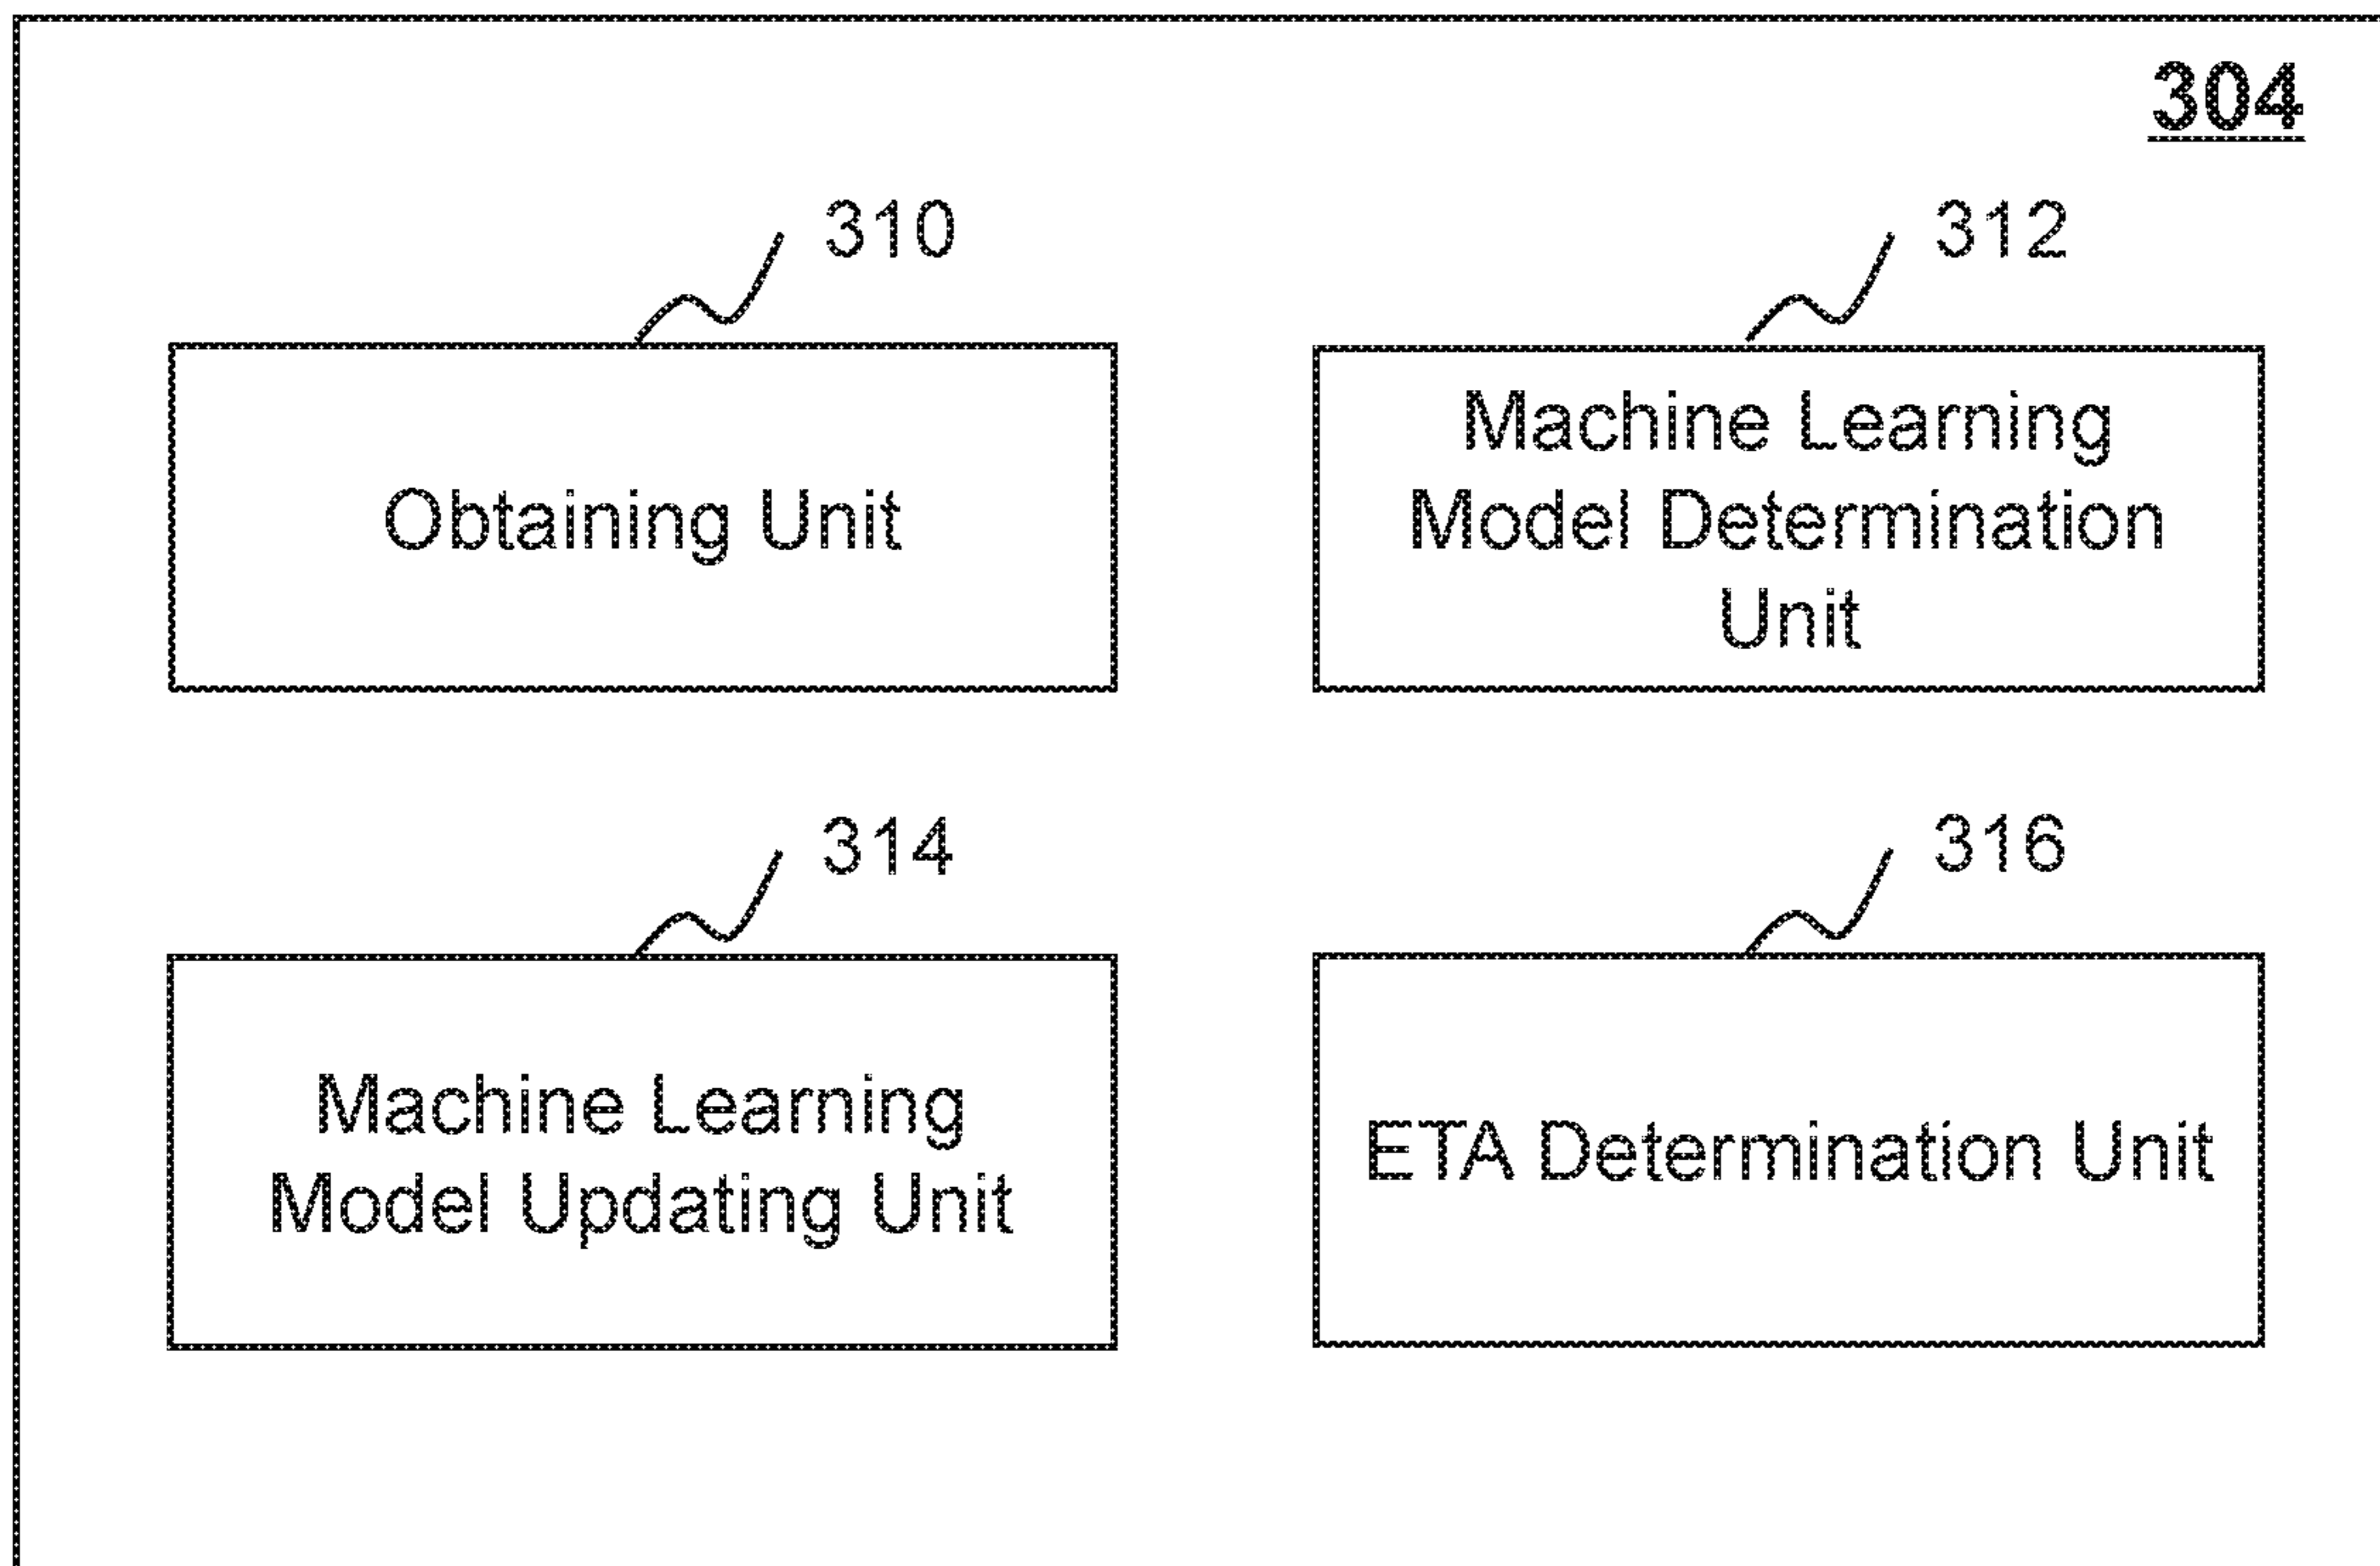 304
310
312
Obtaining Unit
Machine Learning
Model Determination
Unit
314
316
Machine Learning
Model Updating Unit
ETA Determination Unit